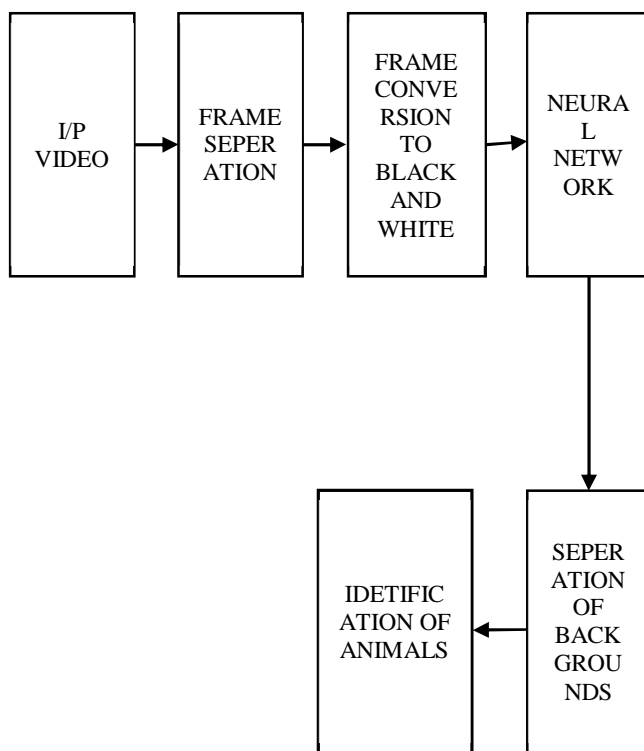 I/P
VIDEO
FRAME
SEPER
ATION
FRAME
CONVE
RSION
TO
BLACK
AND
WHITE
NEURA
L
NETW
ORK
SEPER
ATION
OF
BACK
GROU
NDS
IDETIFIC
ATION OF
ANIMALS